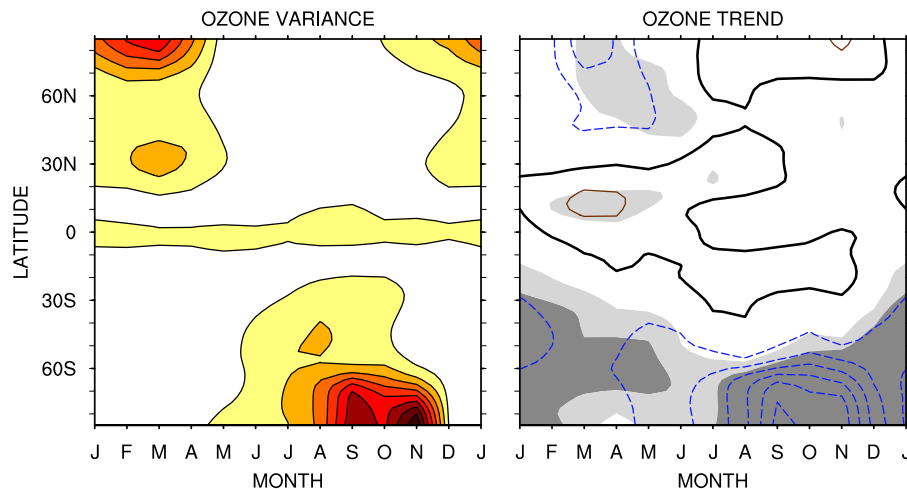 OZONE VARIANCE
OZONE TREND
LATITUDE
60N
30N
0
30S
60S
J F M A M J J A S O N D J
J F M A M J J A S O N D J
MONTH
MONTH